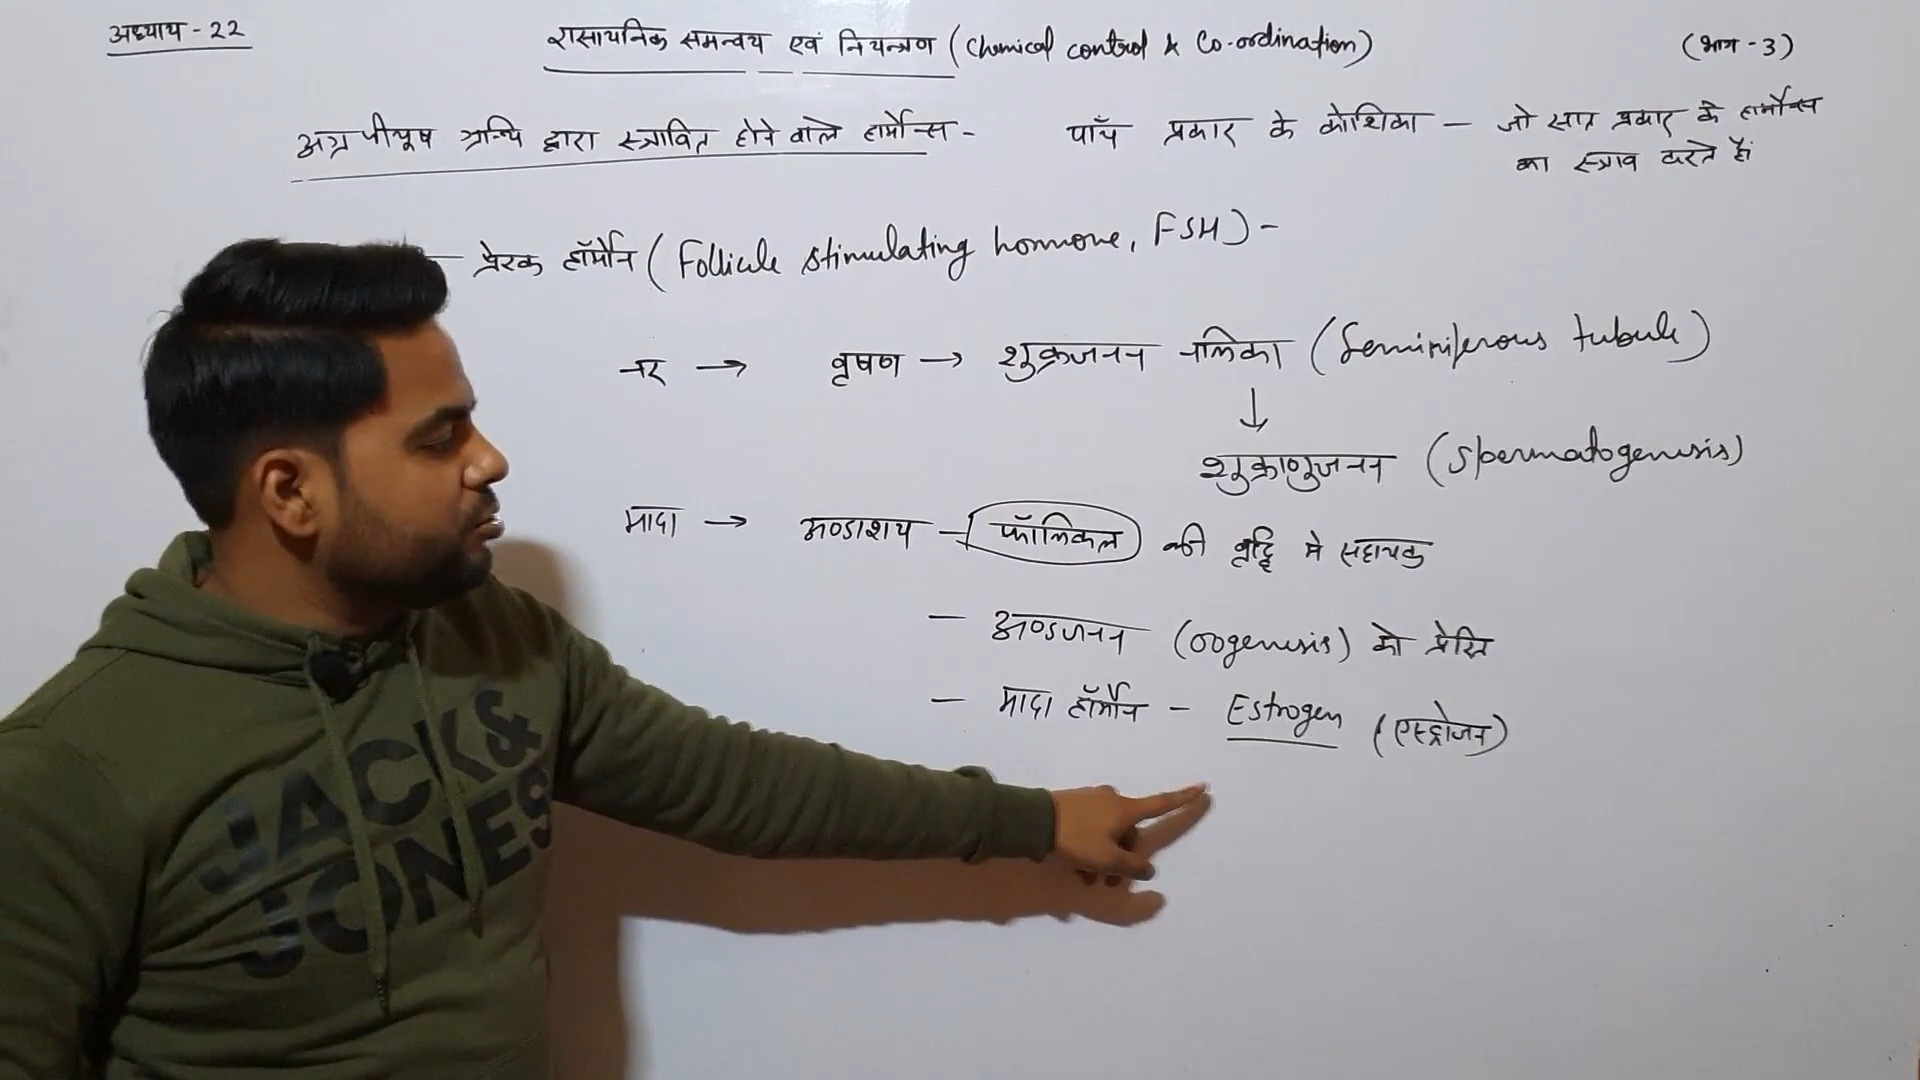 अध्याय - 22
रासायनिक समन्वय एवं नियन्त्रण (Chemical control & Co-ordination)
(भाग - 3)
अग्र पीयूष ग्रन्थि द्वारा स्त्रावित होने वाले हार्मोन्स -
पाँच प्रकार के कोशिका - जो सात प्रकार के हार्मोन्स
का स्त्राव करते हैं।
प्रेरक हॉर्मोन (Follicle stimulating hormone, FSH) -
नर → वृषण → शुक्रजनन नलिका (Seminiferous tubule)
↓
शुक्राणुजनन (Spermatogenesis)
मादा → अण्डाशय - फॉलिकल की वृद्धि मे सहायक
- अण्डजनन (oogenesis) को प्रेरित
- मादा हॉर्मोन - Estrogen (एस्ट्रोजन)
JACK&
JONES